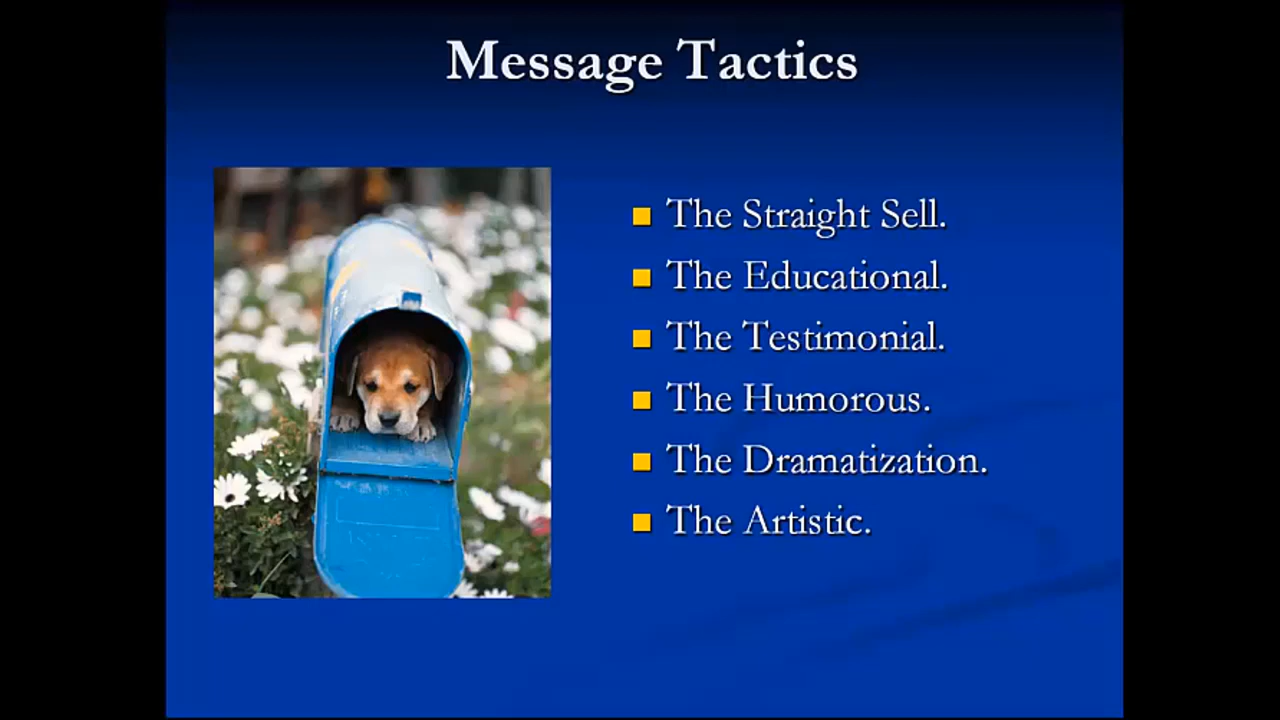 Message Tactics
The Straight Sell.
The Educational.
The Testimonial.
The Humorous.
The Dramatization.
The Artistic.